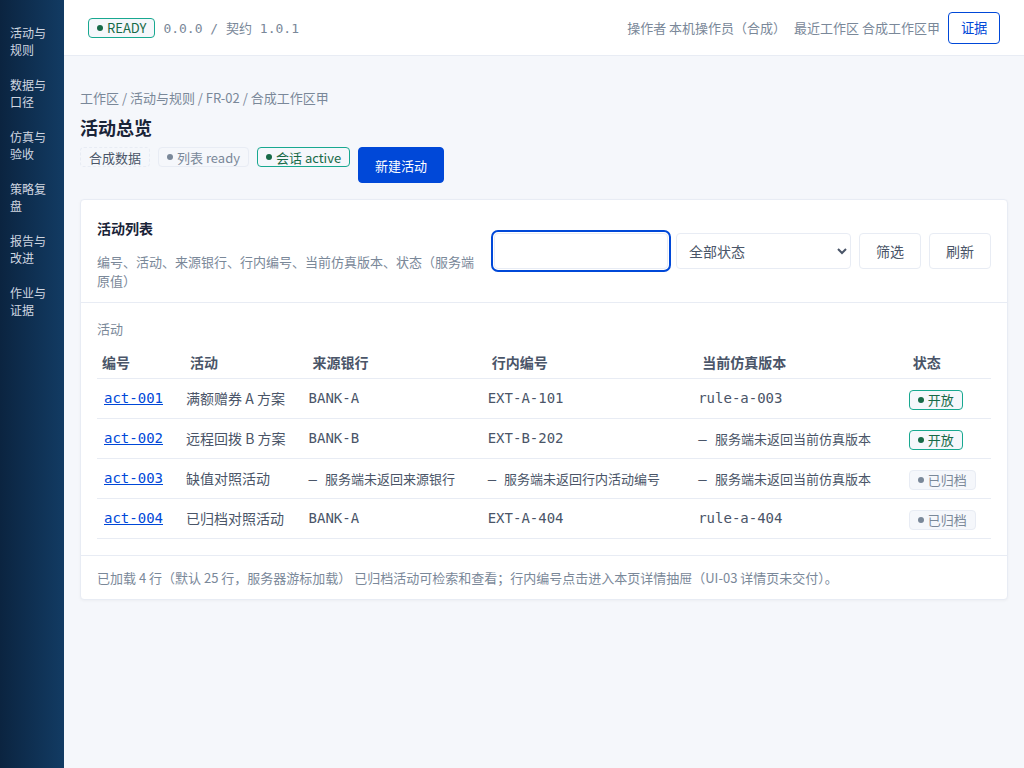 活动与
规则
数据与
口径
仿真与
验收
策略复
盘
报告与
改进
作业与
证据
READY 0.0.0 / 契约 1.0.1 操作者 本机操作员（合成） 最近工作区 合成工作区甲 证据
工作区 / 活动与规则 / FR-02 / 合成工作区甲
活动总览
合成数据 列表 ready 会话 active 新建活动
活动列表
编号、活动、来源银行、行内编号、当前仿真版本、状态（服务端
原值）
全部状态 筛选 刷新
活动
编号 活动 来源银行 行内编号 当前仿真版本 状态
act-001 满额赠券 A 方案 BANK-A EXT-A-101 rule-a-003 开放
act-002 远程回拨 B 方案 BANK-B EXT-B-202 — 服务端未返回当前仿真版本 开放
act-003 缺值对照活动 — 服务端未返回来源银行 — 服务端未返回行内活动编号 — 服务端未返回当前仿真版本 已归档
act-004 已归档对照活动 BANK-A EXT-A-404 rule-a-404 已归档
已加载 4 行（默认 25 行，服务器游标加载） 已归档活动可检索和查看；行内编号点击进入本页详情抽屉（UI-03 详情页未交付）。